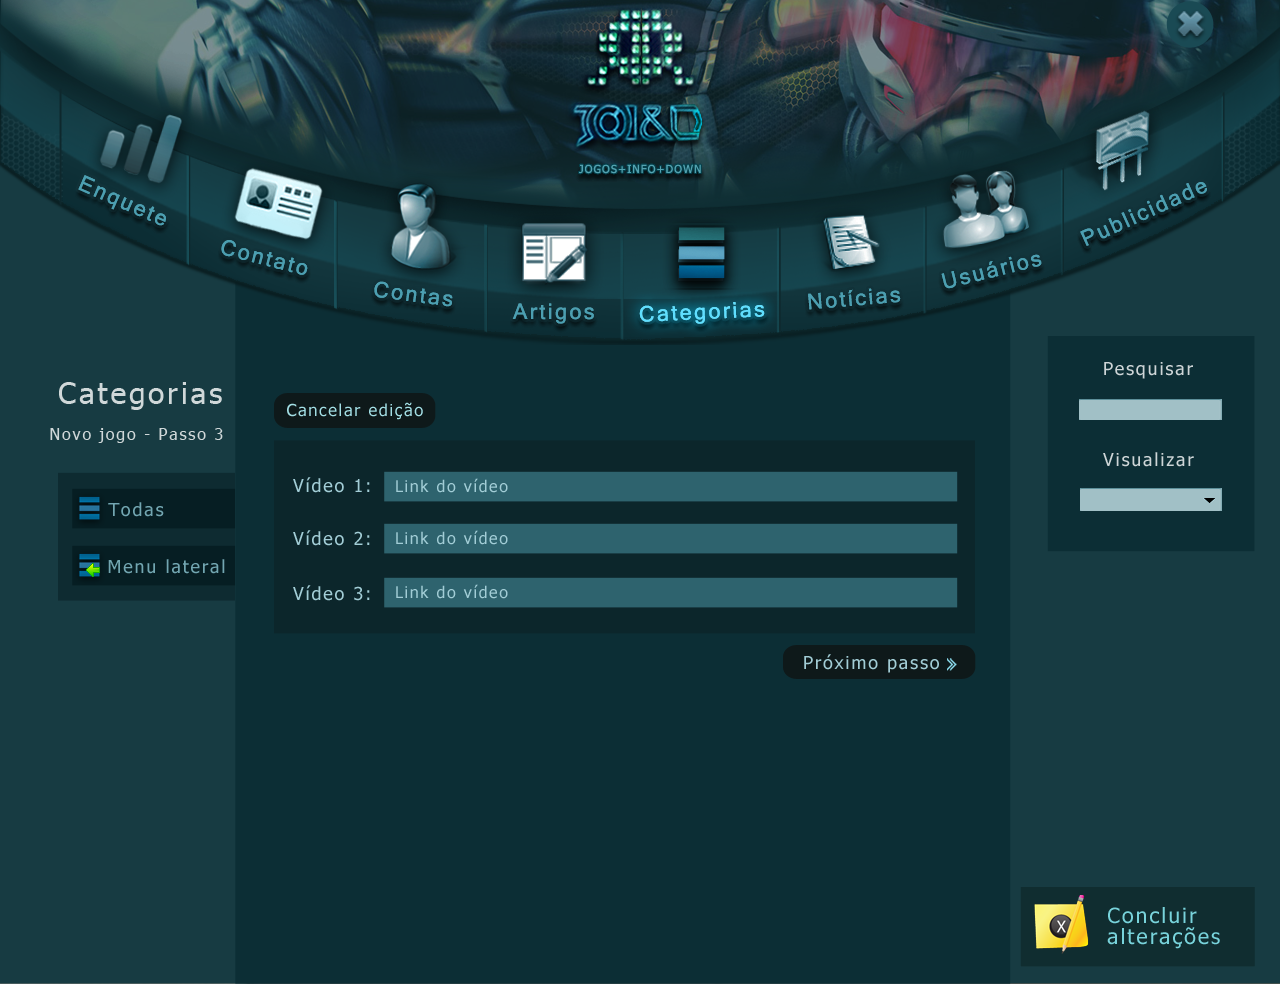 JOI&D
JOGOS+INFO+DOWN
Enquete
Contato
Contas
Artigos
Categorias
Notícias
Usuários
Publicidade
Categorias
Novo jogo - Passo 3
Todas
Menu lateral
Cancelar edição
Vídeo 1: Link do vídeo
Vídeo 2: Link do vídeo
Vídeo 3: Link do vídeo
Próximo passo
Pesquisar
Visualizar
X
Concluir
alterações